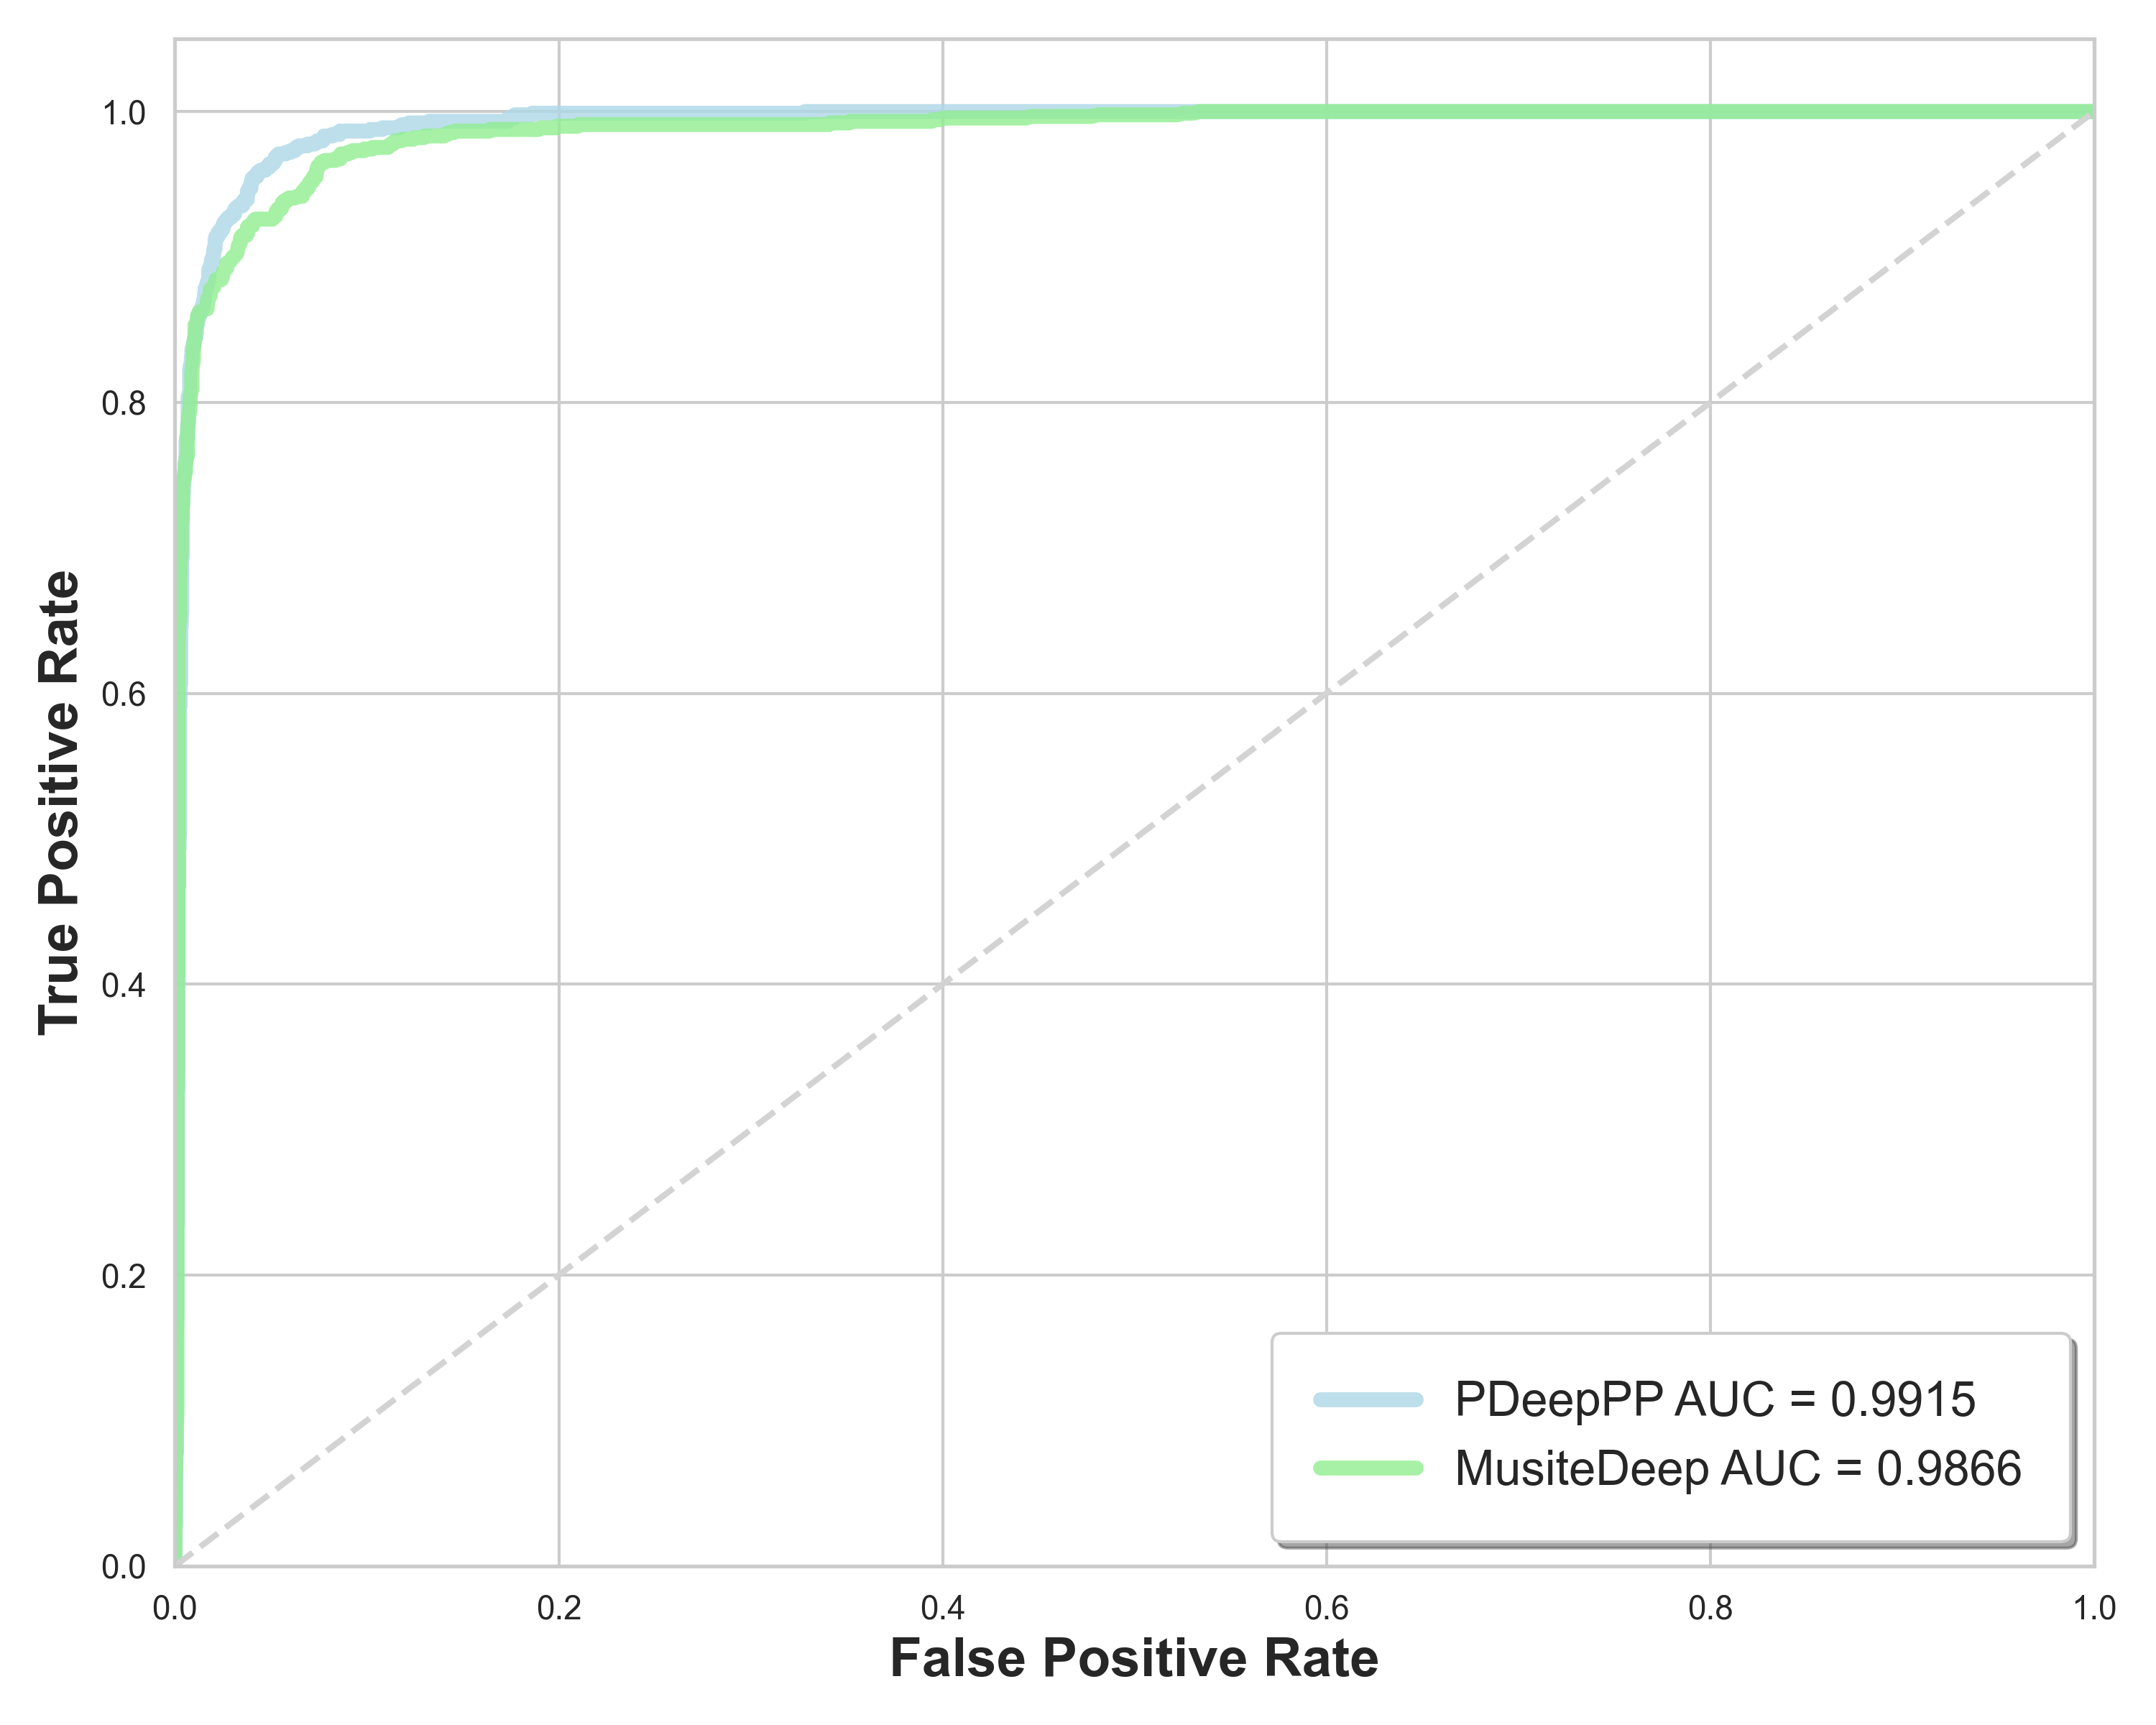 True Positive Rate
1.0
0.8
0.6
0.4
0.2
0.0
0.0 0.2 0.4 0.6 0.8 1.0
False Positive Rate
PDeepPP AUC = 0.9915
MusiteDeep AUC = 0.9866